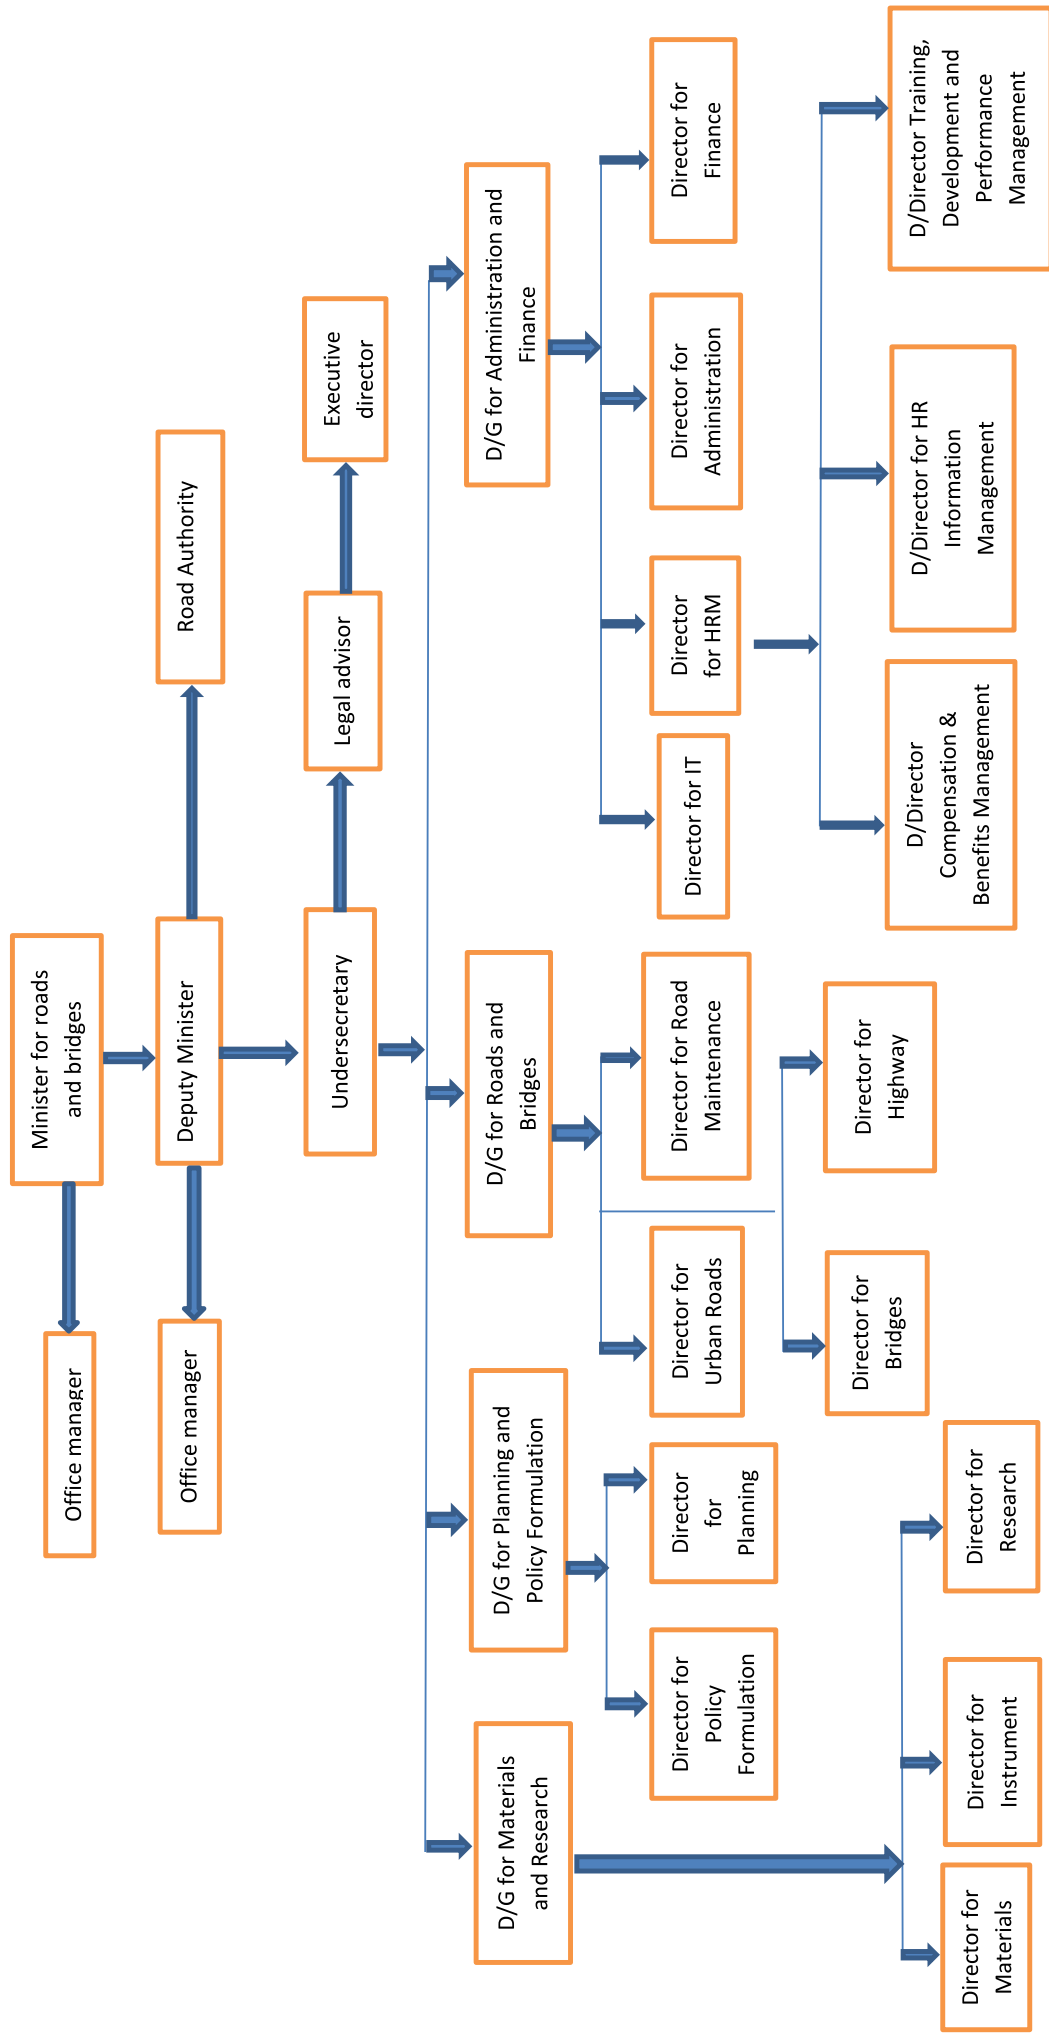 Minister for roads
and bridges
Office manager
Deputy Minister
Road Authority
Office manager
Undersecretary
Legal advisor
Executive
director
D/G for Materials
and Research
D/G for Planning and
Policy Formulation
D/G for Roads and
Bridges
D/G for Administration and
Finance
Director for
Policy
Formulation
Director
for
Planning
Director for
Urban Roads
Director for Road
Maintenance
Director for IT
Director
for HRM
Director for
Administration
Director for
Finance
Director for
Bridges
Director for
Highway
D/Director
Compensation &
Benefits Management
D/Director for HR
Information
Management
D/Director Training,
Development and
Performance
Management
Director for
Materials
Director for
Instrument
Director for
Research